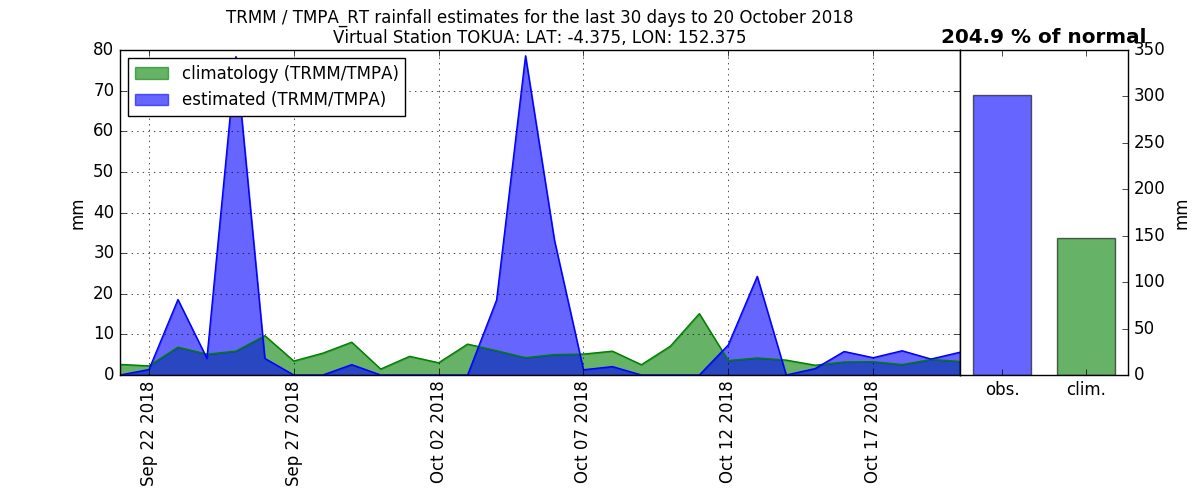 TRMM / TMPA_RT rainfall estimates for the last 30 days to 20 October 2018
Virtual Station TOKUA: LAT: -4.375, LON: 152.375
204.9 % of normal
climatology (TRMM/TMPA)
estimated (TRMM/TMPA)
80
70
60
50
40
30
20
10
0
mm
Sep 22 2018
Sep 27 2018
Oct 02 2018
Oct 07 2018
Oct 12 2018
Oct 17 2018
350
300
250
200
150
100
50
0
mm
obs.
clim.